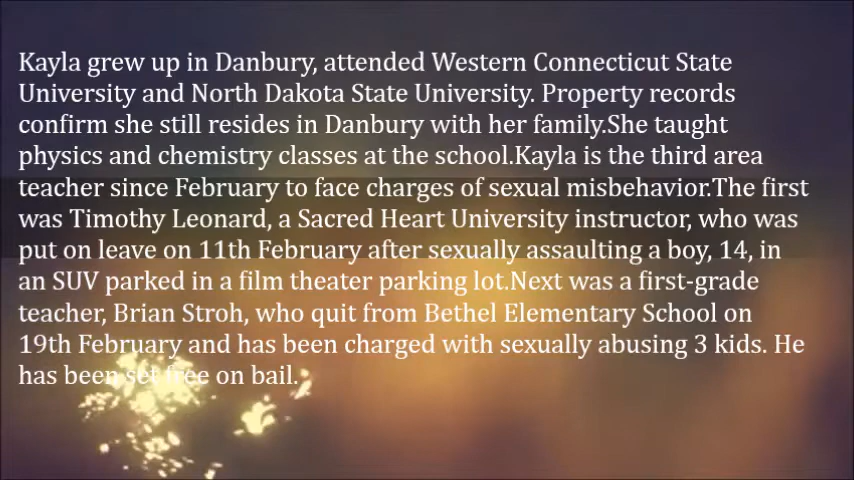 Kayla grew up in Danbury, attended Western Connecticut State
University and North Dakota State University. Property records
confirm she still resides in Danbury with her family.She taught
physics and chemistry classes at the school.Kayla is the third area
teacher since February to face charges of sexual misbehavior.The first
was Timothy Leonard, a Sacred Heart University instructor, who was
put on leave on 11th February after sexually assaulting a boy, 14, in
an SUV parked in a film theater parking lot.Next was a first-grade
teacher, Brian Stroh, who quit from Bethel Elementary School on
19th February and has been charged with sexually abusing 3 kids. He
has been set free on bail.